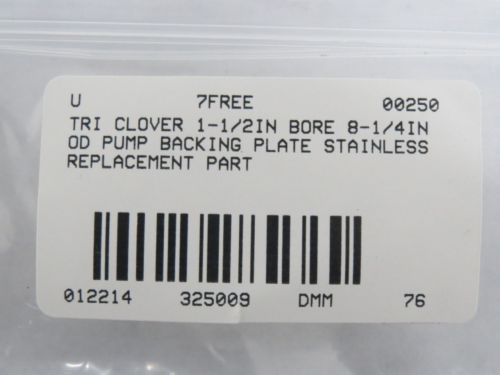 U 7FREE 00250
TRI CLOVER 1-1/2IN BORE 8-1/4IN
OD PUMP BACKING PLATE STAINLESS
REPLACEMENT PART
012214 325009 DMM 76